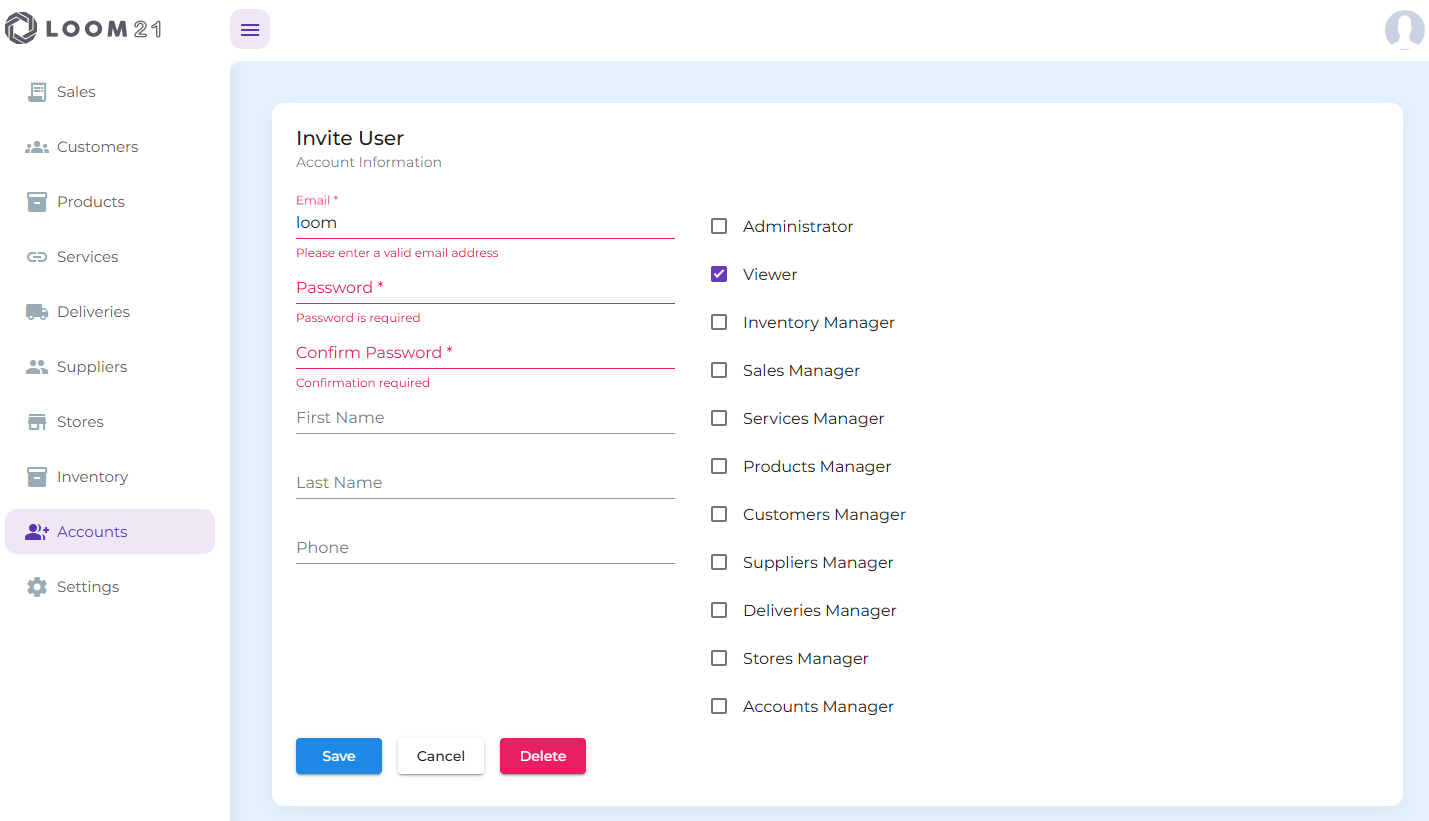 LOOM21
Sales
Customers
Products
Services
Deliveries
Suppliers
Stores
Inventory
Accounts
Settings
Invite User
Account Information
Email *
loom
Please enter a valid email address
Password *
Password is required
Confirm Password *
Confirmation required
First Name
Last Name
Phone
Administrator
Viewer
Inventory Manager
Sales Manager
Services Manager
Products Manager
Customers Manager
Suppliers Manager
Deliveries Manager
Stores Manager
Accounts Manager
Save Cancel Delete